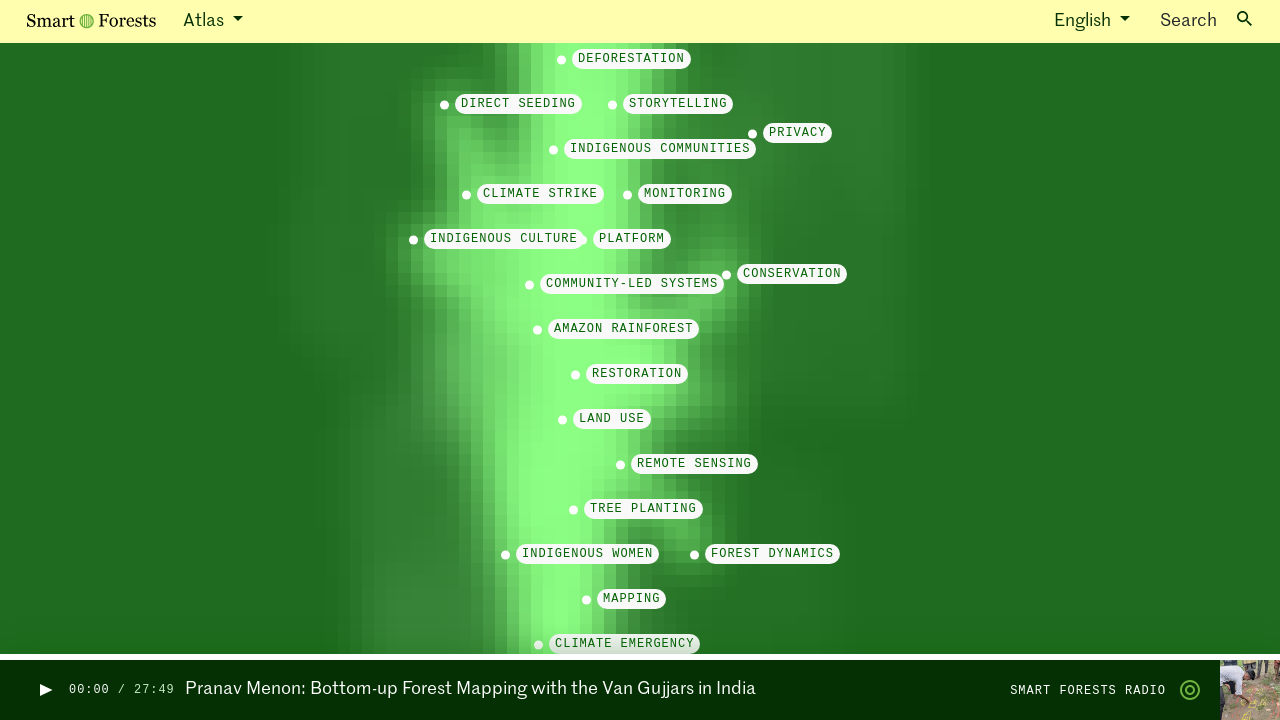 Smart Forests
Atlas
English
Search
DEFORESTATION
DIRECT SEEDING
STORYTELLING
PRIVACY
INDIGENOUS COMMUNITIES
CLIMATE STRIKE
MONITORING
INDIGENOUS CULTURE
PLATFORM
CONSERVATION
COMMUNITY-LED SYSTEMS
AMAZON RAINFOREST
RESTORATION
LAND USE
REMOTE SENSING
TREE PLANTING
INDIGENOUS WOMEN
FOREST DYNAMICS
MAPPING
CLIMATE EMERGENCY
00:00 / 27:49
Pranav Menon: Bottom-up Forest Mapping with the Van Gujjars in India
SMART FORESTS RADIO